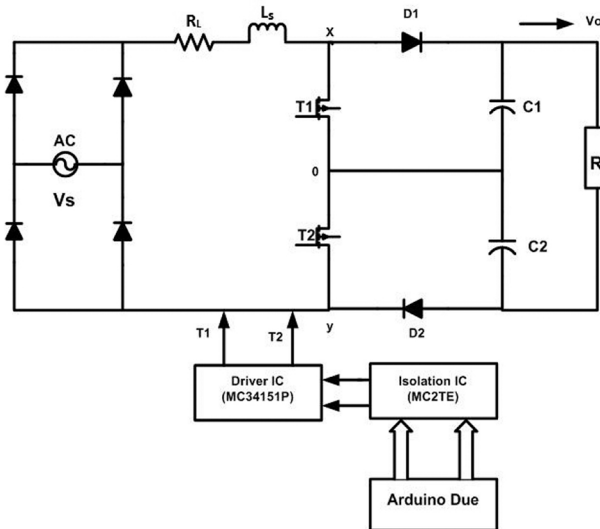 RL
Ls
X
D1
Vo
T1
C1
AC
Vs
0
R
T2
C2
y
D2
T1
T2
Driver IC
(MC34151P)
Isolation IC
(MC2TE)
Arduino Due